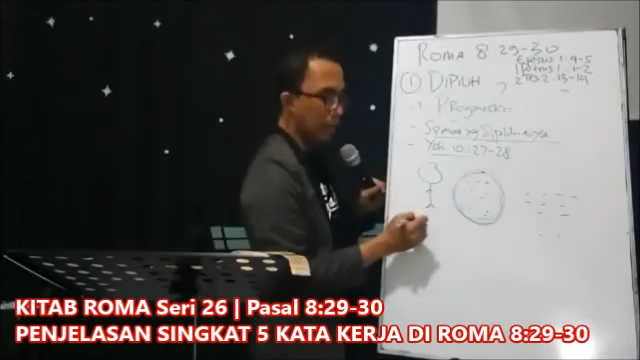 ROMA 8 29-30
Efesus 1:4-5
1 Petrus 1:1-2
2 Tes 2:13-14
1 DIPILIH ?
Proginosko
- Semua yg dipilihnya
- Yoh 10:27-28
KITAB ROMA Seri 26 | Pasal 8:29-30
PENJELASAN SINGKAT 5 KATA KERJA DI ROMA 8:29-30